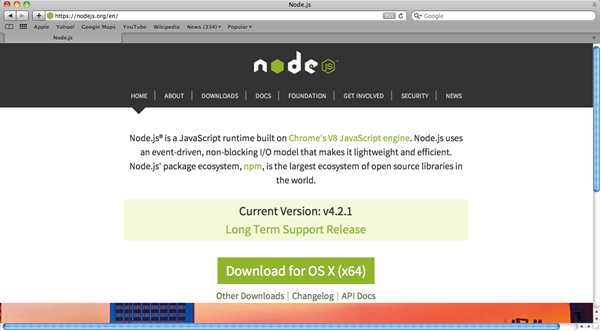 Node.js
https://nodejs.org/en/
RSS
Google
Apple Yahoo! Google Maps YouTube Wikipedia News (334) Popular
Node.js
node JS
HOME ABOUT DOWNLOADS DOCS FOUNDATION GET INVOLVED SECURITY NEWS
Node.js® is a JavaScript runtime built on Chrome's V8 JavaScript engine. Node.js uses
an event-driven, non-blocking I/O model that makes it lightweight and efficient.
Node.js' package ecosystem, npm, is the largest ecosystem of open source libraries in
the world.
Current Version: v4.2.1
Long Term Support Release
Download for OS X (x64)
Other Downloads | Changelog | API Docs